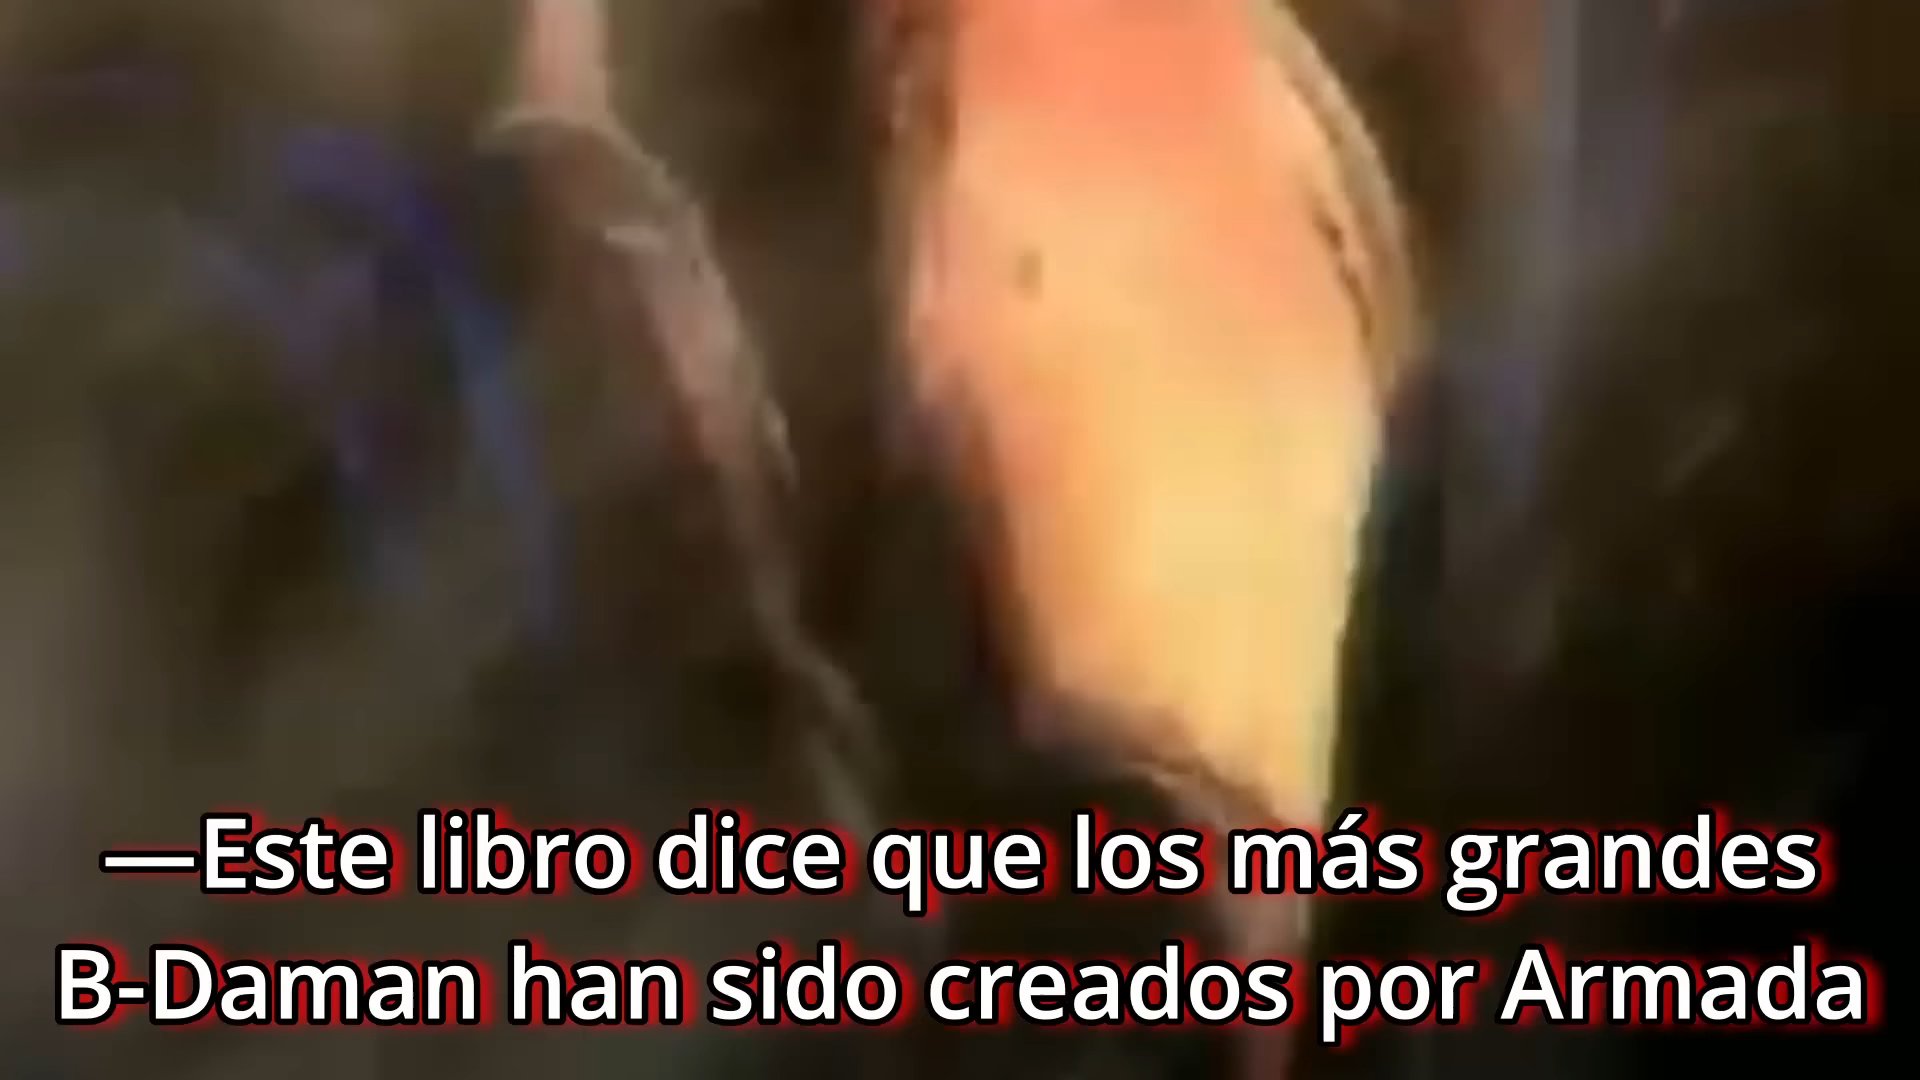 —Este libro dice que los más grandes
B-Daman han sido creados por Armada